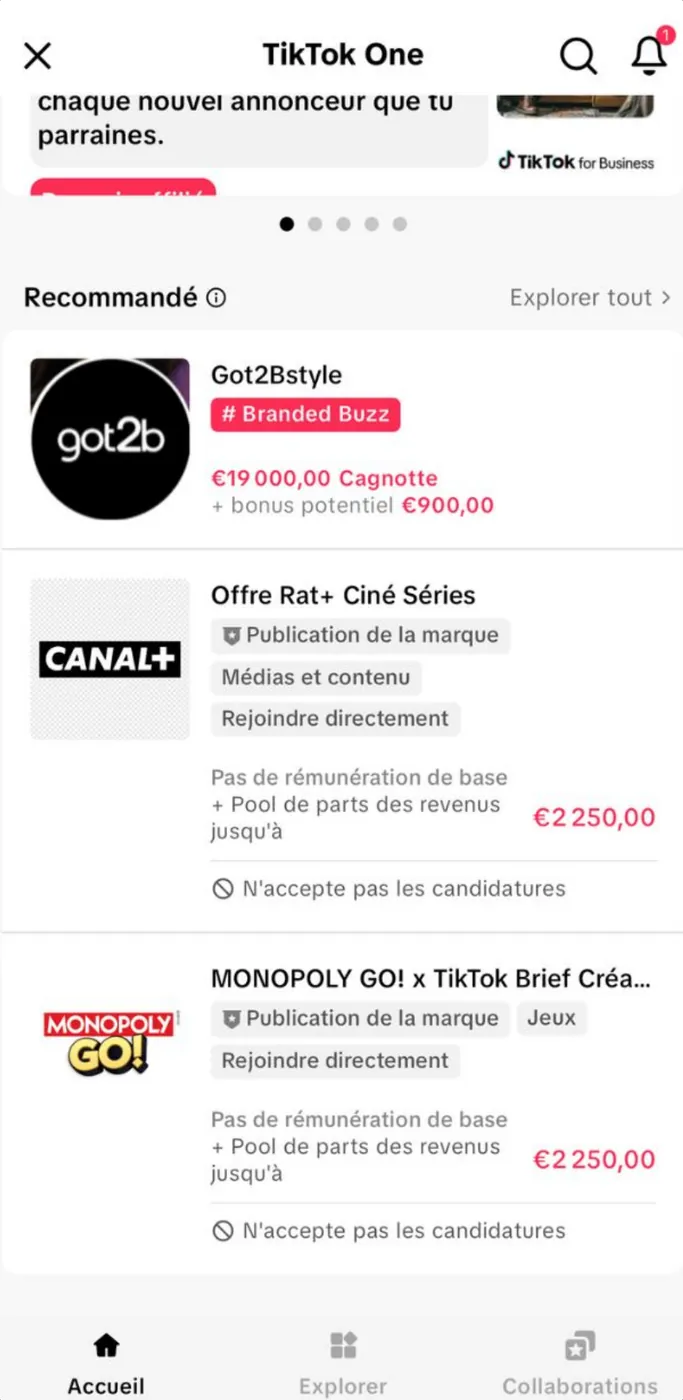 TikTok One
1
chaque nouvel annonceur que tu
parraines.
TikTok for Business
Recommandé
Explorer tout >
got2b
Got2Bstyle
# Branded Buzz
€19 000,00 Cagnotte
+ bonus potentiel €900,00
CANAL+
Offre Rat+ Ciné Séries
Publication de la marque
Médias et contenu
Rejoindre directement
Pas de rémunération de base
+ Pool de parts des revenus
jusqu'à
€2 250,00
N'accepte pas les candidatures
MONOPOLY
GO!
MONOPOLY GO! x TikTok Brief Créa...
Publication de la marque
Jeux
Rejoindre directement
Pas de rémunération de base
+ Pool de parts des revenus
jusqu'à
€2 250,00
N'accepte pas les candidatures
Accueil
Explorer
Collaborations